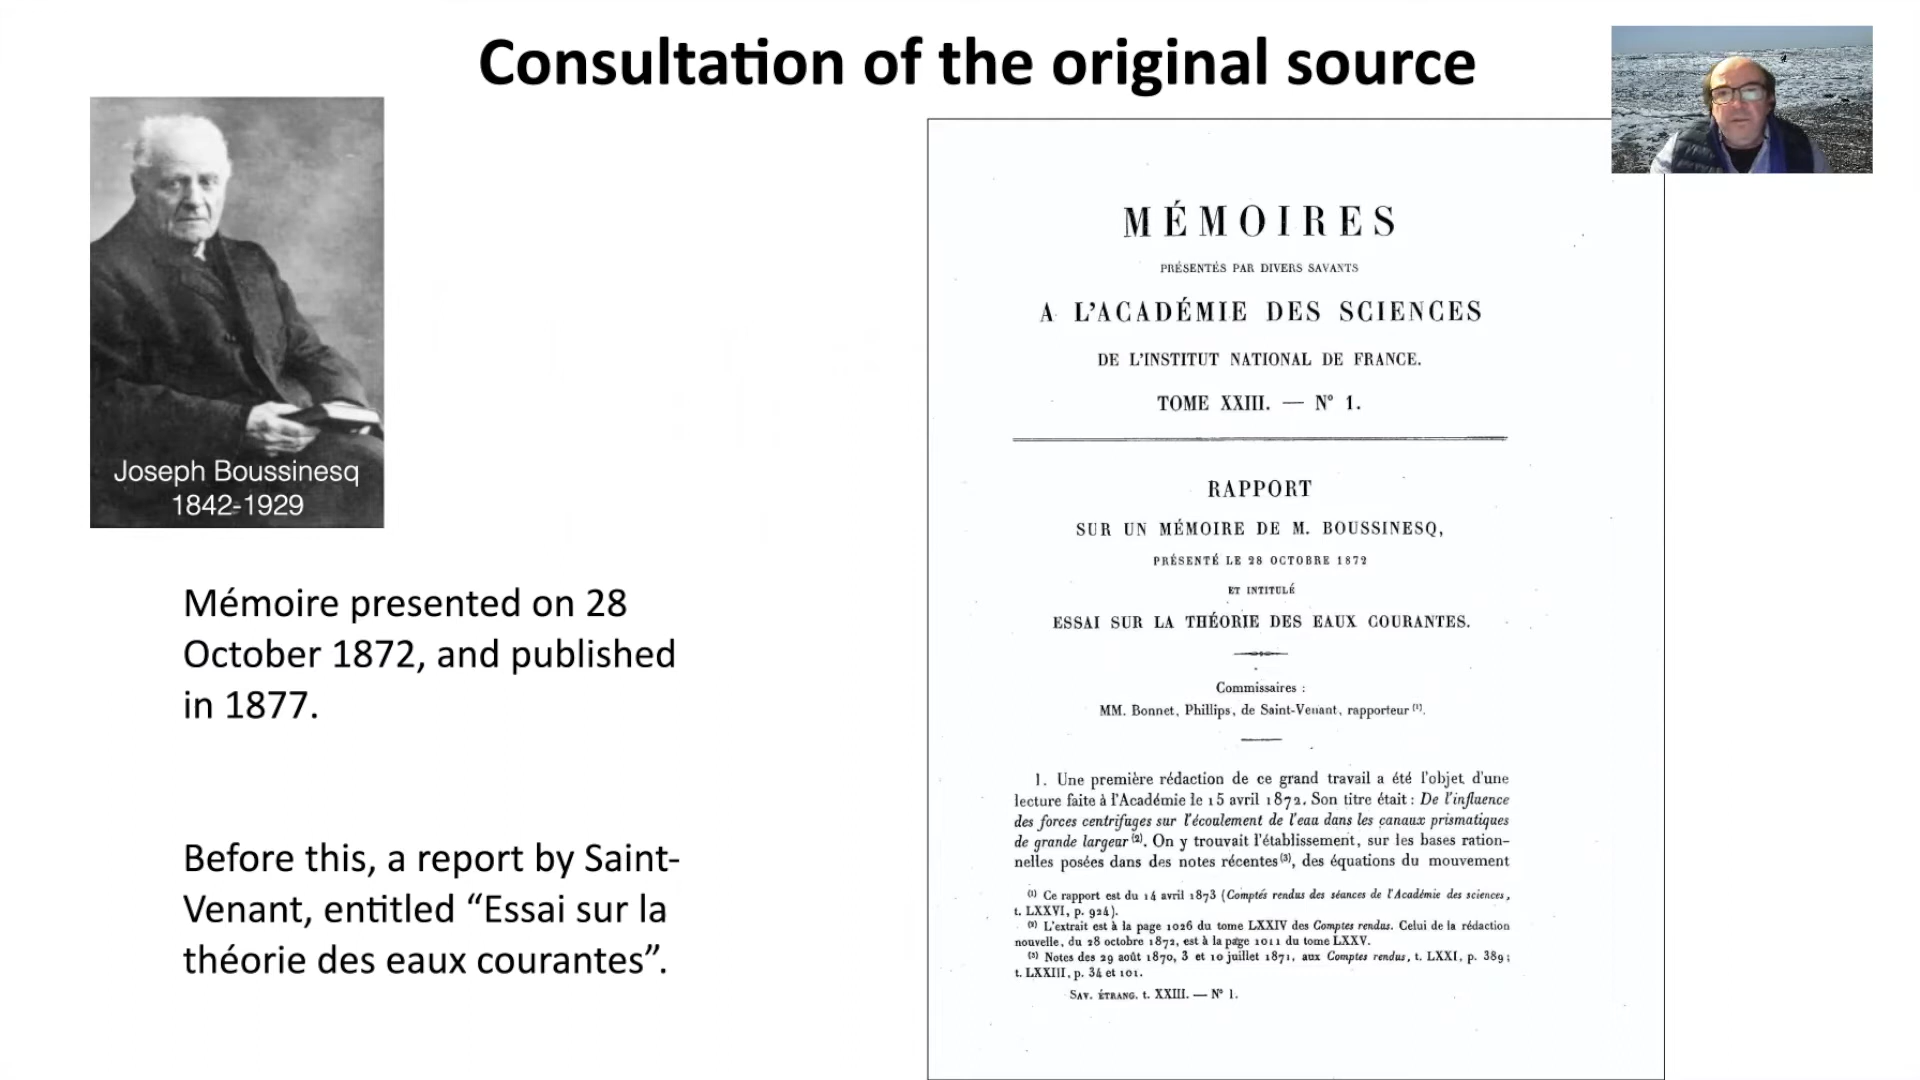 Consultation of the original source
Joseph Boussinesq
1842-1929
Mémoire presented on 28
October 1872, and published
in 1877.
Before this, a report by Saint-
Venant, entitled “Essai sur la
théorie des eaux courantes”.
MÉMOIRES
PRÉSENTÉS PAR DIVERS SAVANTS
A L'ACADÉMIE DES SCIENCES
DE L'INSTITUT NATIONAL DE FRANCE.
TOME XXIII. — N° 1.
RAPPORT
SUR UN MÉMOIRE DE M. BOUSSINESQ,
PRÉSENTÉ LE 28 OCTOBRE 1872
ET INTITULÉ
ESSAI SUR LA THÉORIE DES EAUX COURANTES.
Commissaires :
MM. Bonnet, Phillips, de Saint-Venant, rapporteur (1).
1. Une première rédaction de ce grand travail a été l'objet d'une
lecture faite à l'Académie le 15 avril 1872. Son titre était : De l'influence
des forces centrifuges sur l'écoulement de l'eau dans les canaux prismatiques
de grande largeur (2). On y trouvait l'établissement, sur les bases ration-
nelles posées dans des notes récentes (3), des équations du mouvement
(1) Ce rapport est du 14 avril 1873 (Comptes rendus des séances de l'Académie des sciences,
t. LXXVI, p. 924).
(2) L'extrait est à la page 1026 du tome LXXIV des Comptes rendus. Celui de la rédaction
nouvelle, du 28 octobre 1872, est à la page 1011 du tome LXXV.
(3) Notes des 29 août 1870, 3 et 10 juillet 1871, aux Comptes rendus, t. LXXI, p. 389;
t. LXXIII, p. 34 et 101.
SAV. ÉTRANG. t. XXIII. — N° 1.